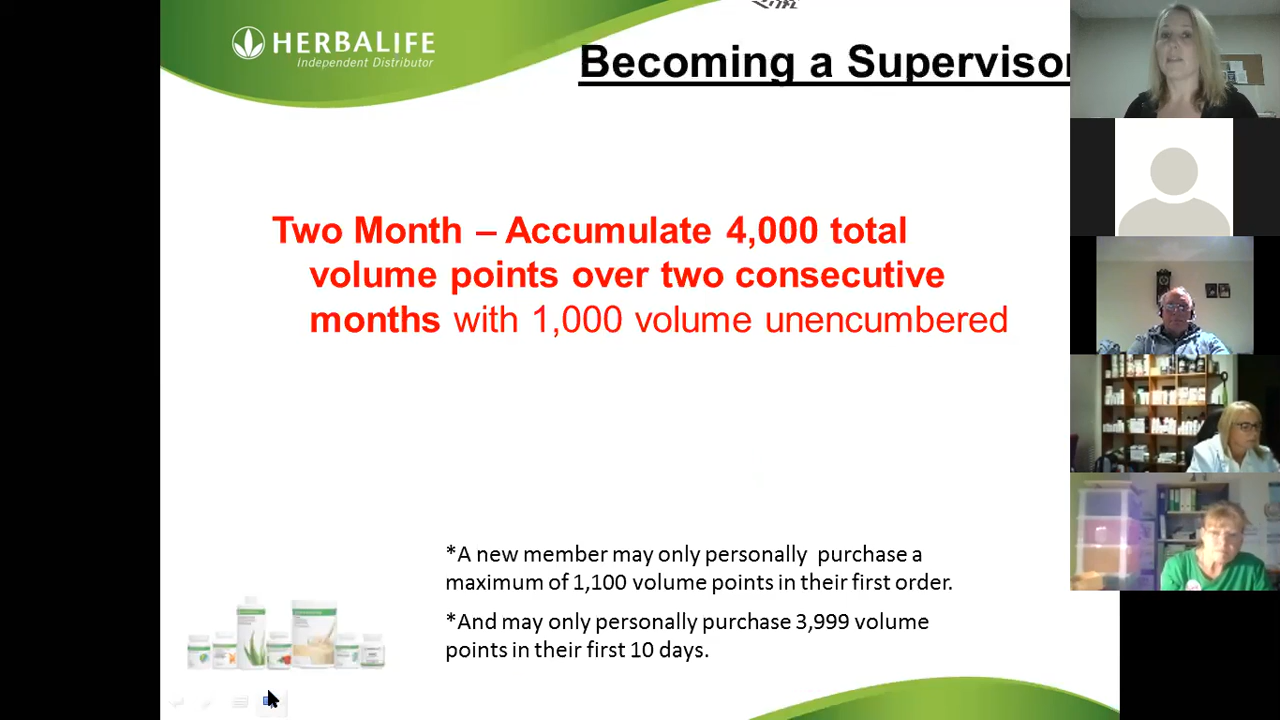 HERBALIFE
Independent Distributor
Becoming a Supervisor
Two Month – Accumulate 4,000 total
volume points over two consecutive
months with 1,000 volume unencumbered
*A new member may only personally purchase a
maximum of 1,100 volume points in their first order.
*And may only personally purchase 3,999 volume
points in their first 10 days.